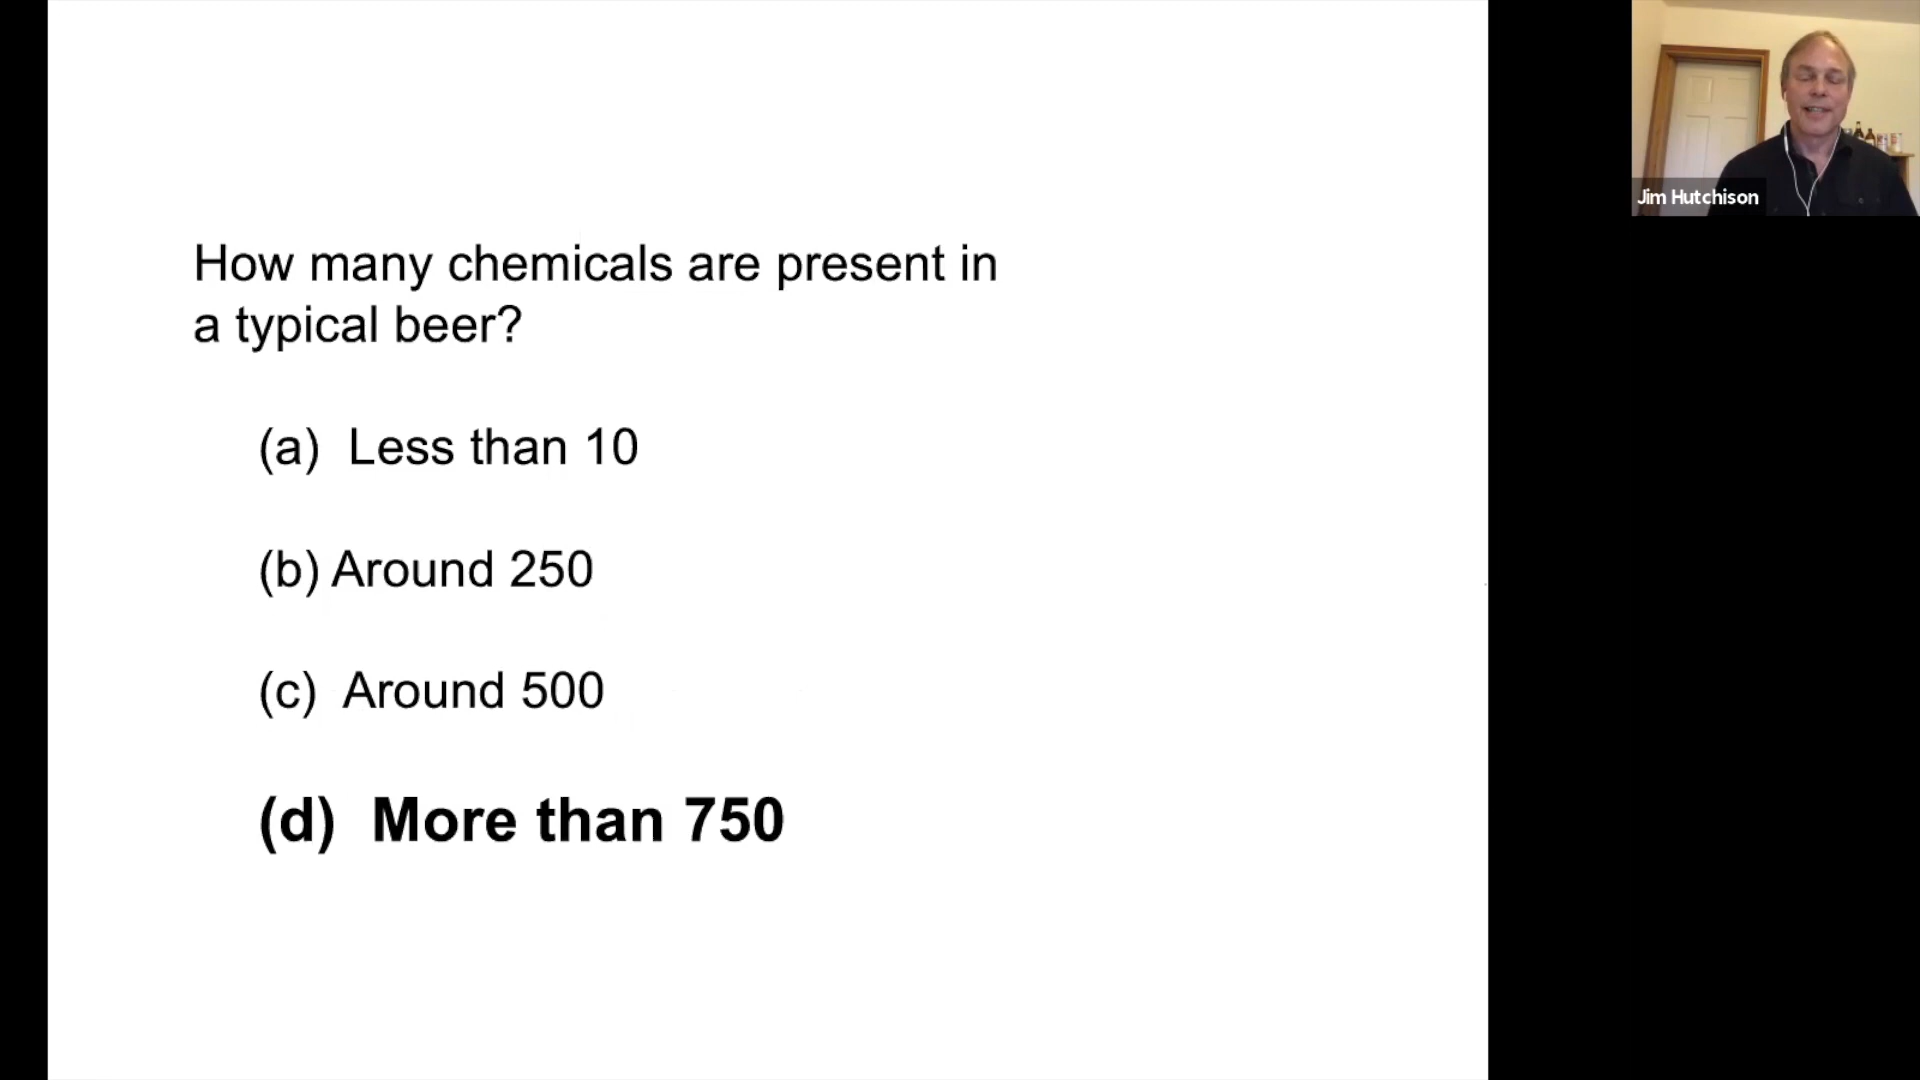 How many chemicals are present in
a typical beer?
(a) Less than 10
(b) Around 250
(c) Around 500
(d) More than 750
Jim Hutchison